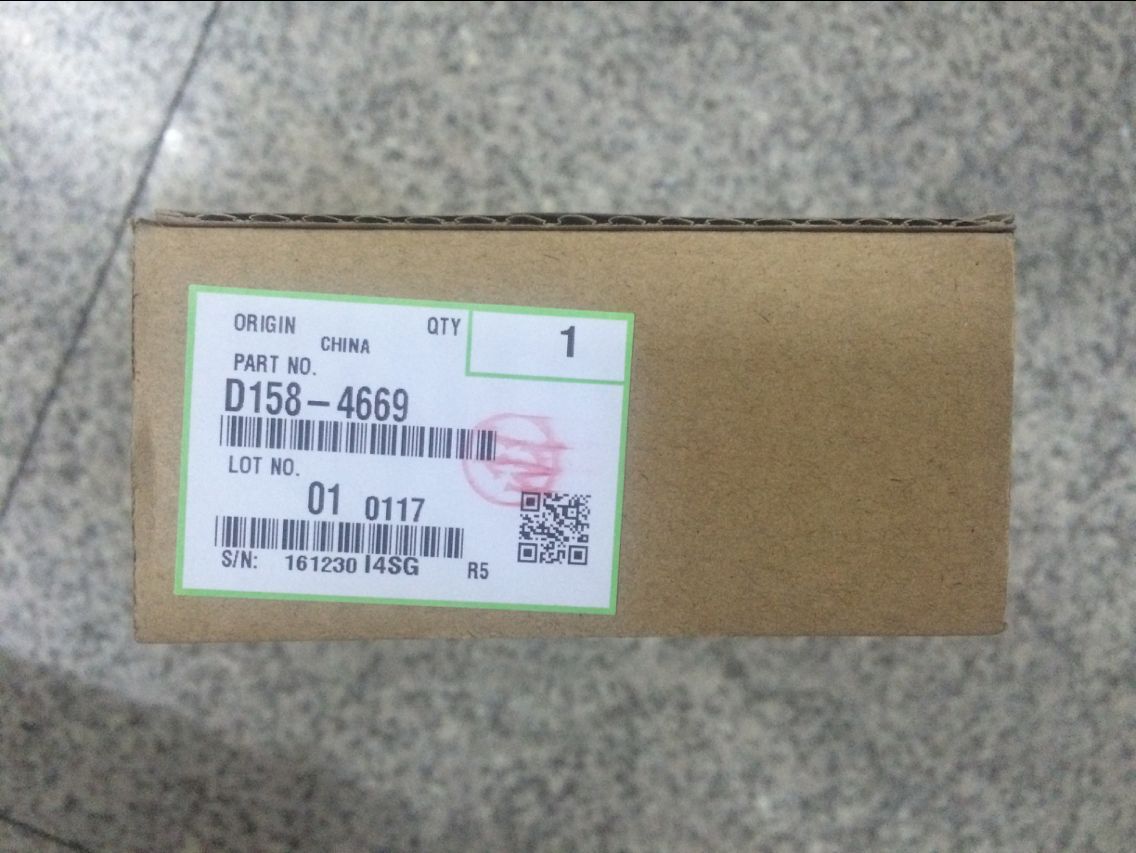 ORIGIN QTY 1
CHINA
PART NO.
D158-4669
LOT NO.
01 0117
S/N: 161230 I4SG R5